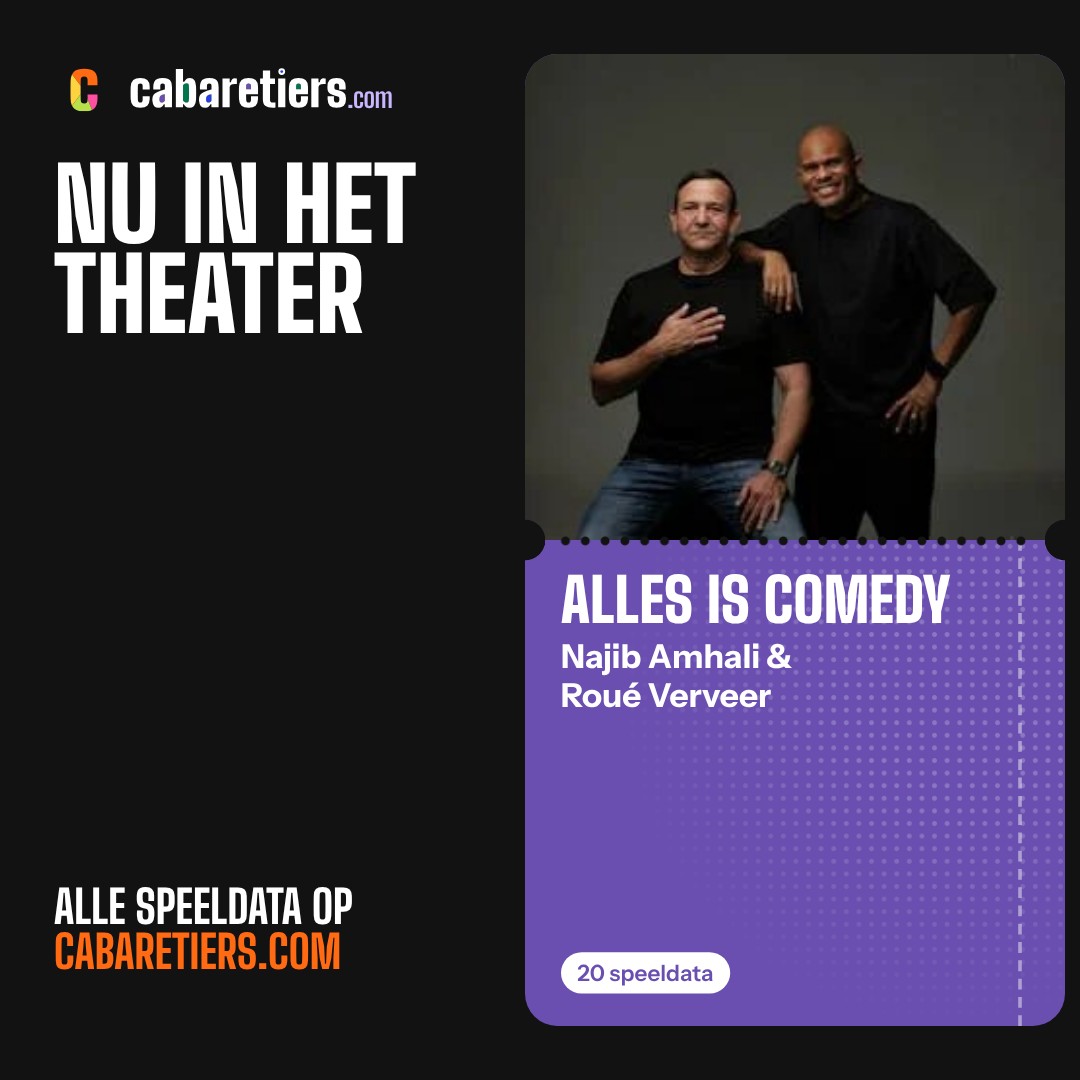 cabaretiers.com
NU IN HET
THEATER
ALLES IS COMEDY
Najib Amhali &
Roué Verveer
20 speeldata
ALLE SPEELDATA OP
CABARETIERS.COM